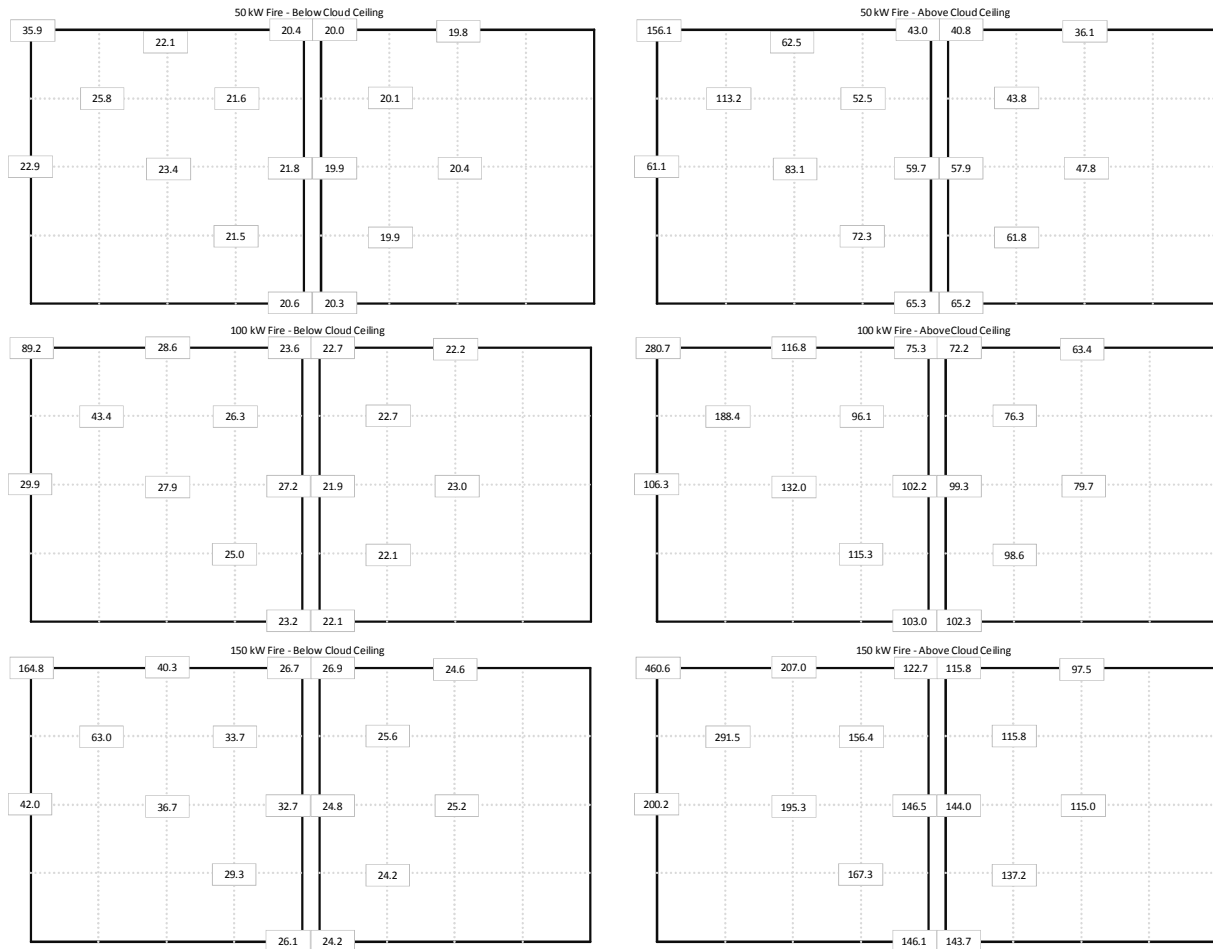 50 kW Fire - Below Cloud Ceiling
35.9 20.4 20.0 19.8
22.1
25.8 21.6 20.1
22.9 23.4 21.8 19.9 20.4
21.5 19.9
20.6 20.3
50 kW Fire - Above Cloud Ceiling
156.1 43.0 40.8 36.1
62.5
113.2 52.5 43.8
61.1 83.1 59.7 57.9 47.8
72.3 61.8
65.3 65.2
100 kW Fire - Below Cloud Ceiling
89.2 28.6 23.6 22.7 22.2
43.4 26.3 22.7
29.9 27.9 27.2 21.9 23.0
25.0 22.1
23.2 22.1
100 kW Fire - AboveCloud Ceiling
280.7 116.8 75.3 72.2 63.4
188.4 96.1 76.3
106.3 132.0 102.2 99.3 79.7
115.3 98.6
103.0 102.3
150 kW Fire - Below Cloud Ceiling
164.8 40.3 26.7 26.9 24.6
63.0 33.7 25.6
42.0 36.7 32.7 24.8 25.2
29.3 24.2
26.1 24.2
150 kW Fire - Above Cloud Ceiling
460.6 207.0 122.7 115.8 97.5
291.5 156.4 115.8
200.2 195.3 146.5 144.0 115.0
167.3 137.2
146.1 143.7